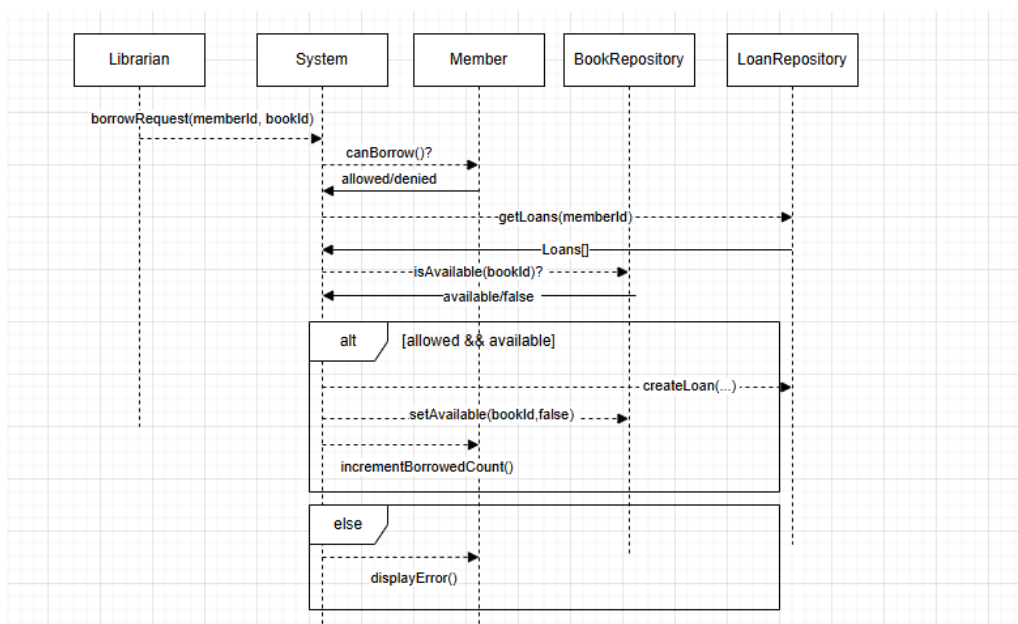 Librarian
System
Member
BookRepository
LoanRepository
borrowRequest(memberId, bookId)
canBorrow()?
allowed/denied
getLoans(memberId)
Loans[]
isAvailable(bookId)?
available/false
alt
[allowed && available]
createLoan(...)
setAvailable(bookId,false)
incrementBorrowedCount()
else
displayError()